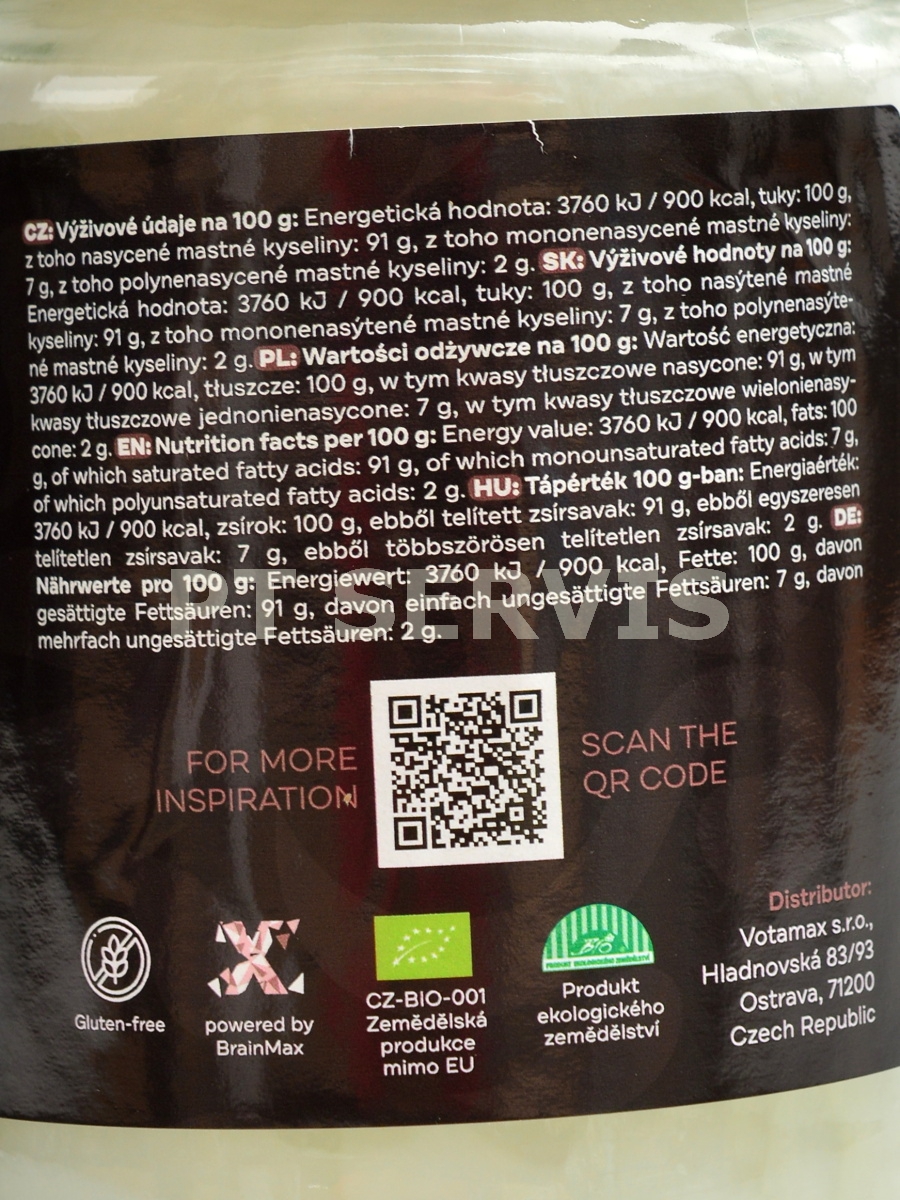 CZ: Výživové údaje na 100 g: Energetická hodnota: 3760 kJ / 900 kcal, tuky: 100 g,
z toho nasycené mastné kyseliny: 91 g, z toho mononenasycené mastné kyseliny:
7 g, z toho polynenasycené mastné kyseliny: 2 g. SK: Výživové hodnoty na 100 g:
Energetická hodnota: 3760 kJ / 900 kcal, tuky: 100 g, z toho nasýtené mastné
kyseliny: 91 g, z toho mononenasýtené mastné kyseliny: 7 g, z toho polynenasýte-
né mastné kyseliny: 2 g. PL: Wartości odżywcze na 100 g: Wartość energetyczna:
3760 kJ / 900 kcal, tłuszcze: 100 g, w tym kwasy tłuszczowe nasycone: 91 g, w tym
kwasy tłuszczowe jednonienasycone: 7 g, w tym kwasy tłuszczowe wielonienasy-
cone: 2 g. EN: Nutrition facts per 100 g: Energy value: 3760 kJ / 900 kcal, fats: 100
g, of which saturated fatty acids: 91 g, of which monounsaturated fatty acids: 7 g,
of which polyunsaturated fatty acids: 2 g. HU: Tápérték 100 g-ban: Energiaérték:
3760 kJ / 900 kcal, zsírok: 100 g, ebből telített zsírsavak: 91 g, ebből egyszeresen
telítetlen zsírsavak: 7 g, ebből többszörösen telítetlen zsírsavak: 2 g. DE:
Nährwerte pro 100 g: Energiewert: 3760 kJ / 900 kcal, Fette: 100 g, davon
gesättigte Fettsäuren: 91 g, davon einfach ungesättigte Fettsäuren: 7 g, davon
mehrfach ungesättigte Fettsäuren: 2 g.
PT SERVIS
FOR MORE
INSPIRATION
SCAN THE
QR CODE
Gluten-free
powered by
BrainMax
CZ-BIO-001
Zemědělská
produkce
mimo EU
BIO
PRODUKT EKOLOGICKÉHO ZEMĚDĚLSTVÍ
Produkt
ekologického
zemědělství
Distributor:
Votamax s.r.o.,
Hladnovská 83/93
Ostrava, 71200
Czech Republic